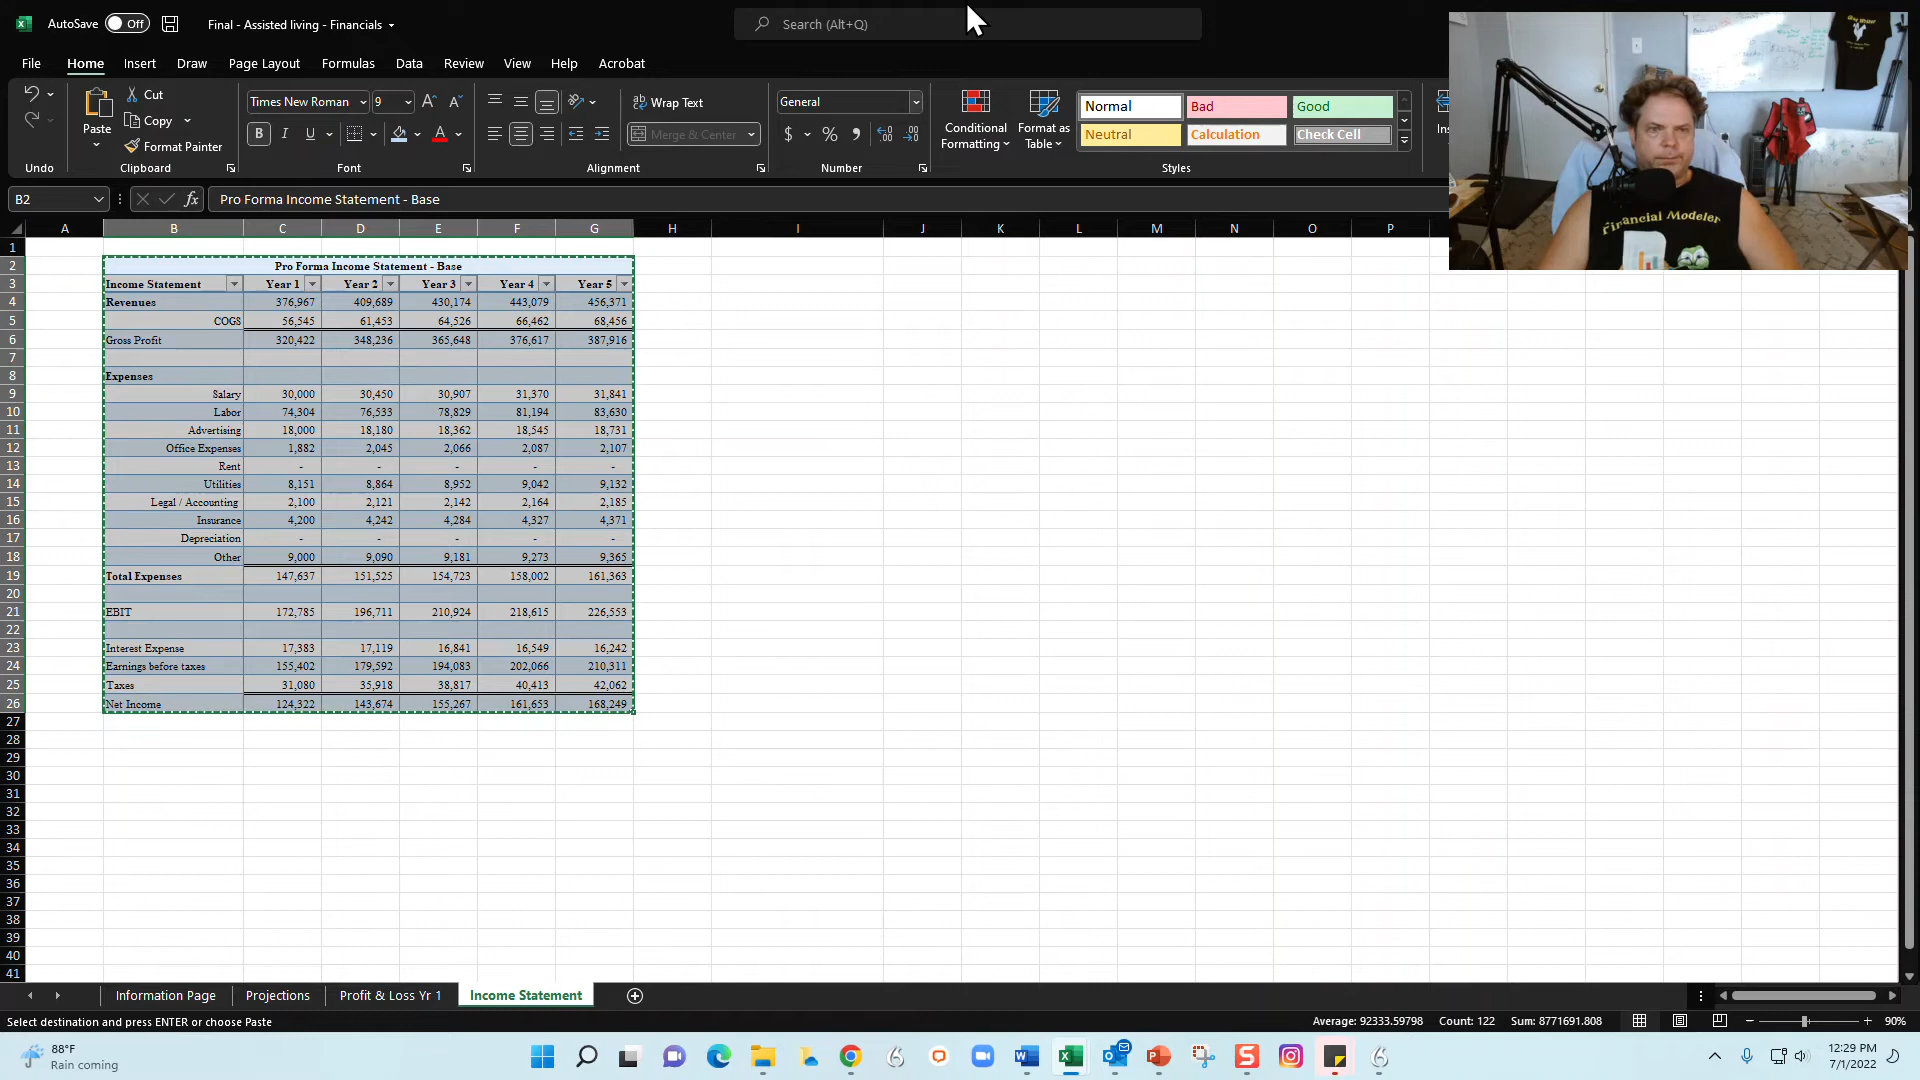 AutoSave Off Final - Assisted living - Financials Search (Alt+Q)
File Home Insert Draw Page Layout Formulas Data Review View Help Acrobat
Cut
Copy
Format Painter
Paste
Times New Roman 9
B I U
Wrap Text
Merge & Center
General
$ %
Conditional Formatting
Format as Table
Normal Bad Good
Neutral Calculation Check Cell
Undo Clipboard Font Alignment Number Styles
B2 fx Pro Forma Income Statement - Base
Financial Modeler
A B C D E F G H I J K L M N O P
1
2 Pro Forma Income Statement - Base
3 Income Statement Year 1 Year 2 Year 3 Year 4 Year 5
4 Revenues 376,967 409,689 430,174 443,079 456,371
5 COGS 56,545 61,453 64,526 66,462 68,456
6 Gross Profit 320,422 348,236 365,648 376,617 387,916
7
8 Expenses
9 Salary 30,000 30,450 30,907 31,370 31,841
10 Labor 74,304 76,533 78,829 81,194 83,630
11 Advertising 18,000 18,180 18,362 18,545 18,731
12 Office Expenses 1,882 2,045 2,066 2,087 2,107
13 Rent - - - - -
14 Utilities 8,151 8,864 8,952 9,042 9,132
15 Legal / Accounting 2,100 2,121 2,142 2,164 2,185
16 Insurance 4,200 4,242 4,284 4,327 4,371
17 Depreciation - - - - -
18 Other 9,000 9,090 9,181 9,273 9,365
19 Total Expenses 147,637 151,525 154,723 158,002 161,363
20
21 EBIT 172,785 196,711 210,924 218,615 226,553
22
23 Interest Expense 17,383 17,119 16,841 16,549 16,242
24 Earnings before taxes 155,402 179,592 194,083 202,066 210,311
25 Taxes 31,080 35,918 38,817 40,413 42,062
26 Net Income 124,322 143,674 155,267 161,653 168,249
27
28
29
30
31
32
33
34
35
36
37
38
39
40
41
Information Page Projections Profit & Loss Yr 1 Income Statement
Select destination and press ENTER or choose Paste Average: 92333.59798 Count: 122 Sum: 8771691.808 90%
88°F
Rain coming
12:29 PM
7/1/2022